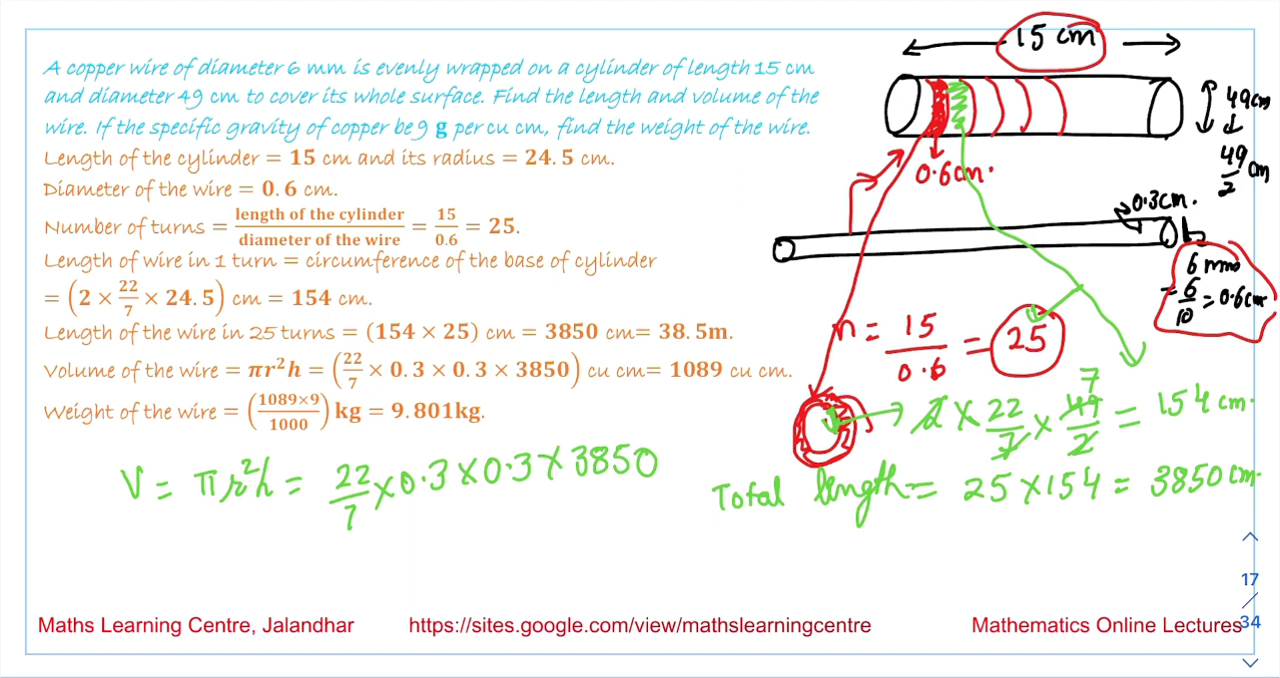 A copper wire of diameter 6 mm is evenly wrapped on a cylinder of length 15 cm
and diameter 49 cm to cover its whole surface. Find the length and volume of the
wire. If the specific gravity of copper be 9 g per cu cm, find the weight of the wire.
Length of the cylinder = 15 cm and its radius = 24.5 cm.
Diameter of the wire = 0.6 cm.
Number of turns = length of the cylinder / diameter of the wire = 15/0.6 = 25.
Length of wire in 1 turn = circumference of the base of cylinder
= (2 × 22/7 × 24.5) cm = 154 cm.
Length of the wire in 25 turns = (154 × 25) cm = 3850 cm= 38.5m.
Volume of the wire = πr²h = (22/7 × 0.3 × 0.3 × 3850) cu cm= 1089 cu cm.
Weight of the wire = (1089×9/1000) kg = 9.801kg.
V = πr²h = 22/7 × 0.3 × 0.3 × 3850
15 cm
49cm
49/2 cm
0.6cm.
0.3cm.
6 mm
= 6/10 = 0.6cm
n = 15/0.6 = 25
2 × 22/7 × 49/2 = 154 cm.
7
Total length = 25 × 154 = 3850 cm.
17
/
34
Maths Learning Centre, Jalandhar https://sites.google.com/view/mathslearningcentre Mathematics Online Lectures